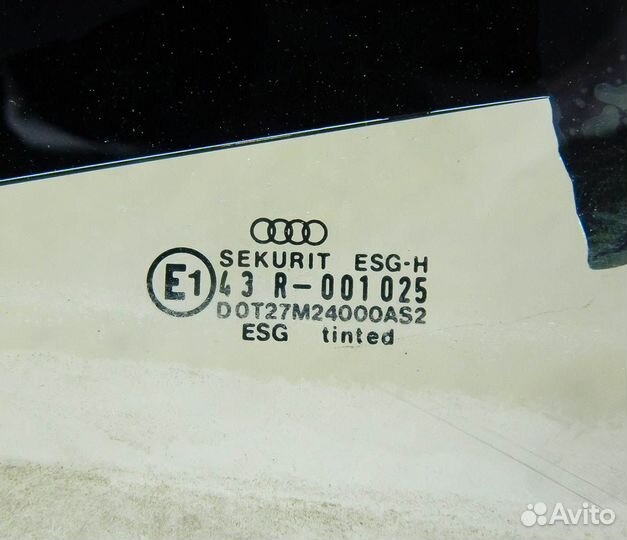 SEKURIT ESG-H
E1 43 R-001025
DOT27M24000AS2
ESG tinted
Avito